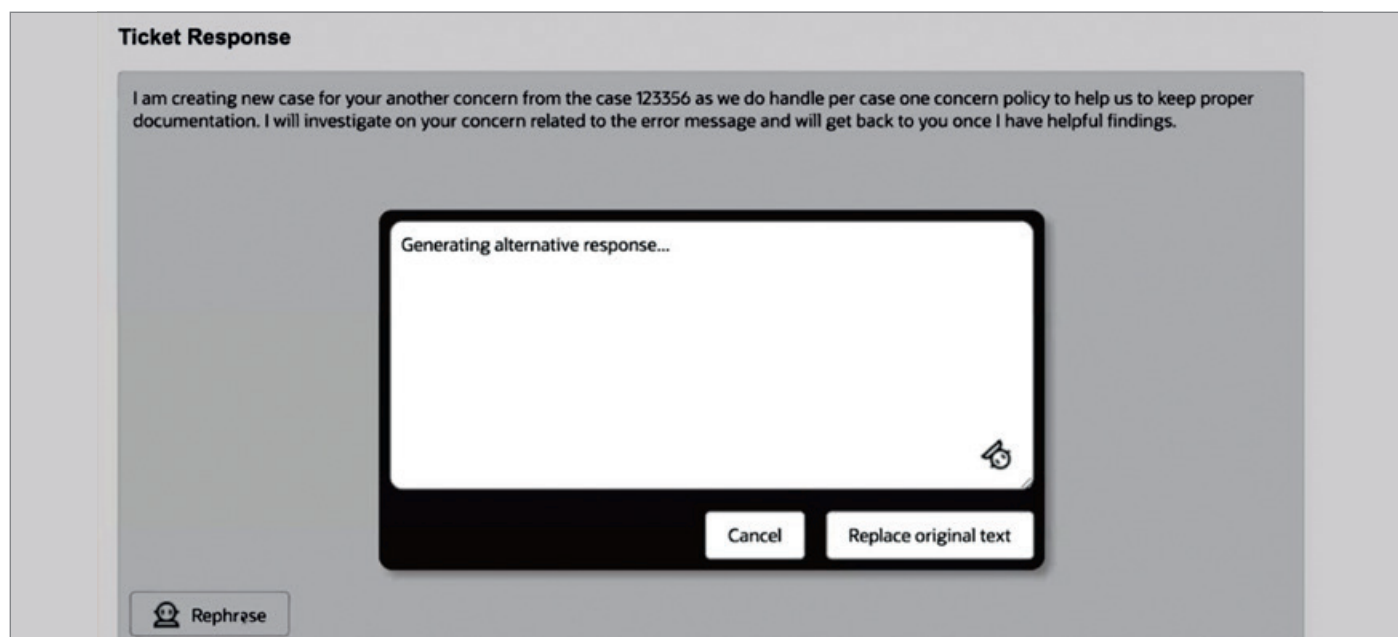 Ticket Response
I am creating new case for your another concern from the case 123356 as we do handle per case one concern policy to help us to keep proper
documentation. I will investigate on your concern related to the error message and will get back to you once I have helpful findings.
Generating alternative response...
Cancel
Replace original text
Rephrase